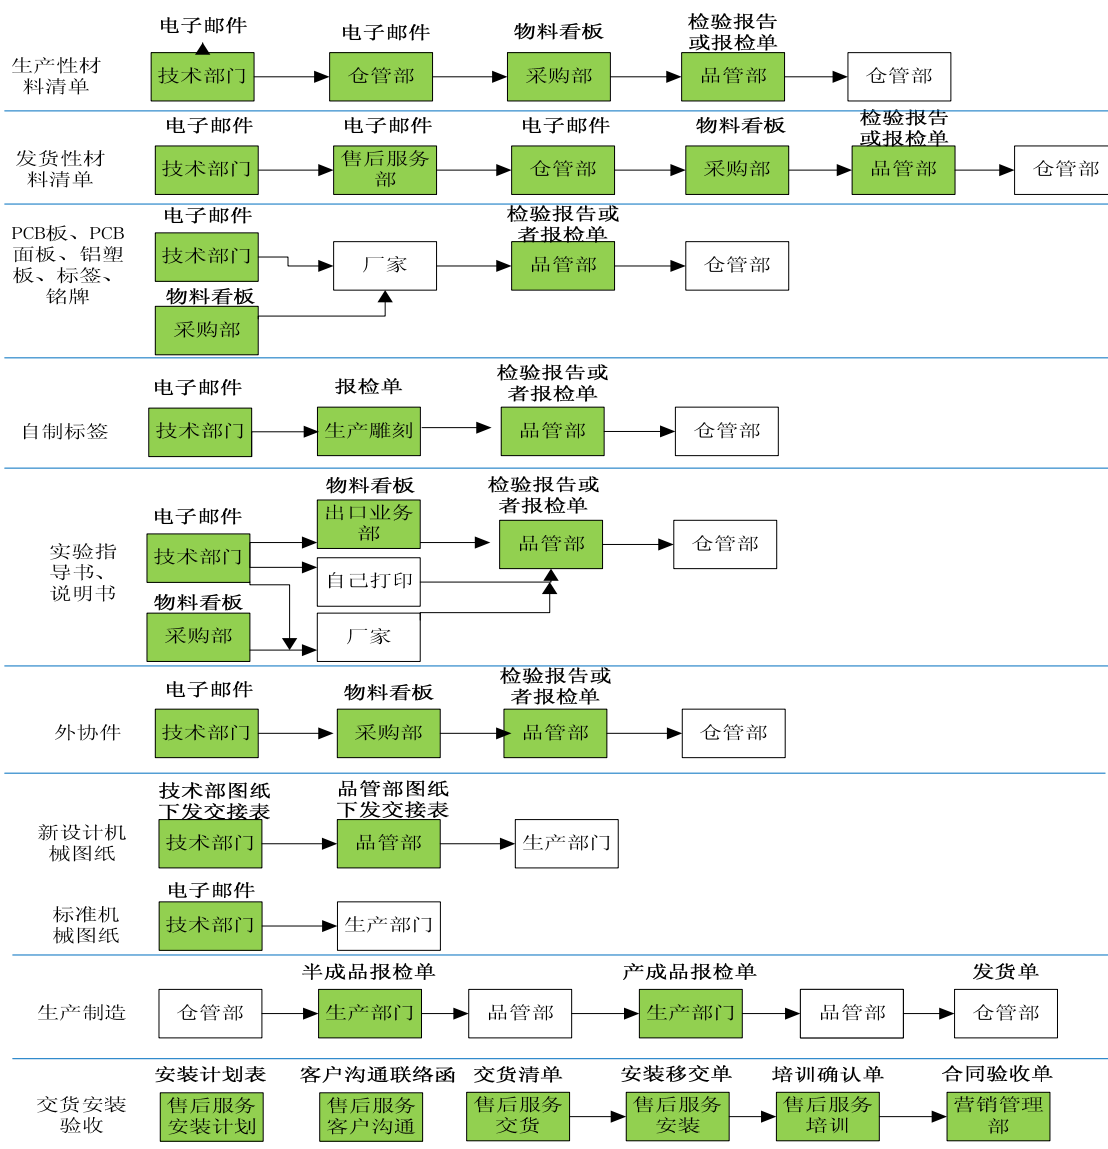 电子邮件
电子邮件
物料看板
检验报告
或报检单
生产性材
料清单
技术部门
仓管部
采购部
品管部
仓管部
电子邮件
电子邮件
电子邮件
物料看板
检验报告
或报检单
发货性材
料清单
技术部门
售后服务
部
仓管部
采购部
品管部
仓管部
电子邮件
检验报告或
者报检单
PCB板、PCB
面板、铝塑
板、标签、
铭牌
技术部门
厂家
品管部
仓管部
物料看板
采购部
电子邮件
报检单
检验报告或
者报检单
自制标签
技术部门
生产雕刻
品管部
仓管部
电子邮件
物料看板
检验报告或
者报检单
实验指
导书、
说明书
技术部门
出口业务
部
品管部
仓管部
自己打印
物料看板
采购部
厂家
电子邮件
物料看板
检验报告或
者报检单
外协件
技术部门
采购部
品管部
仓管部
技术部图纸
下发交接表
品管部图纸
下发交接表
新设计机
械图纸
技术部门
品管部
生产部门
电子邮件
标准机
械图纸
技术部门
生产部门
半成品报检单
产成品报检单
发货单
生产制造
仓管部
生产部门
品管部
生产部门
品管部
仓管部
安装计划表
客户沟通联络函
交货清单
安装移交单
培训确认单
合同验收单
交货安装
验收
售后服务
安装计划
售后服务
客户沟通
售后服务
交货
售后服务
安装
售后服务
培训
营销管理
部